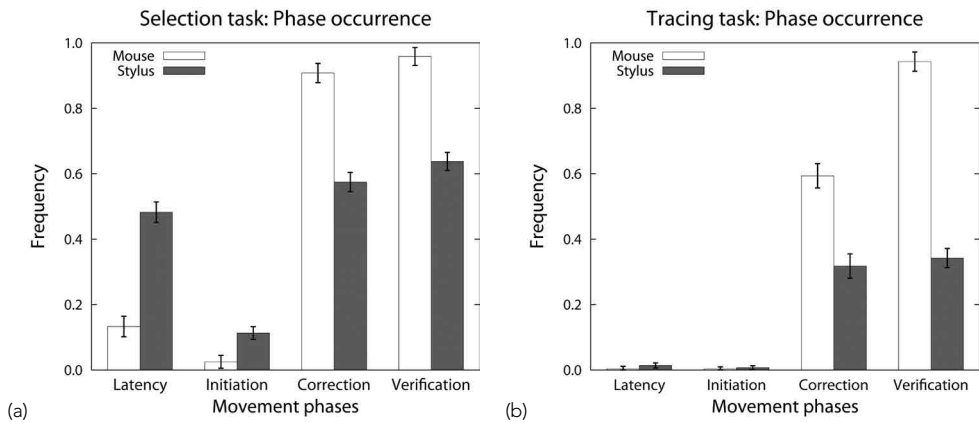 Selection task: Phase occurrence
1.0
0.8
0.6
0.4
0.2
0.0
Frequency
Mouse
Stylus
Latency Initiation Correction Verification
Movement phases
(a)
Tracing task: Phase occurrence
1.0
0.8
0.6
0.4
0.2
0.0
Frequency
Mouse
Stylus
Latency Initiation Correction Verification
Movement phases
(b)